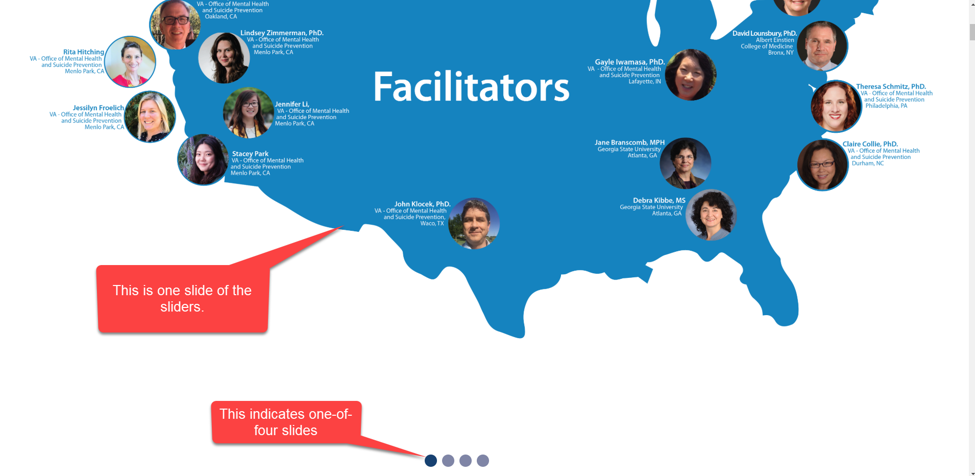 VA - Office of Mental Health
and Suicide Prevention
Oakland, CA
Lindsey Zimmerman, PhD.
VA - Office of Mental Health
and Suicide Prevention
Menlo Park, CA
Rita Hitching
VA - Office of Mental Health
and Suicide Prevention
Menlo Park, CA
Jessilyn Froelich
VA - Office of Mental Health
and Suicide Prevention
Menlo Park, CA
Jennifer Li,
VA - Office of Mental Health
and Suicide Prevention
Menlo Park, CA
Stacey Park
VA - Office of Mental Health
and Suicide Prevention
Menlo Park, CA
Facilitators
David Lounsbury, PhD.
Albert Einstien
College of Medicine
Bronx, NY
Gayle Iwamasa, PhD.
VA - Office of Mental Health
and Suicide Prevention
Lafayette, IN
Theresa Schmitz, PhD.
VA - Office of Mental Health
and Suicide Prevention
Philadelphia, PA
Jane Branscomb, MPH
Georgia State University
Atlanta, GA
Claire Collie, PhD.
VA - Office of Mental Health
and Suicide Prevention
Durhum, NC
Debra Kibbe, MS
Georgia State University
Atlanta, GA
John Klocek, PhD.
VA - Office of Mental Health
and Suicide Prevention,
Waco, TX
This is one slide of the
sliders.
This indicates one-of-
four slides